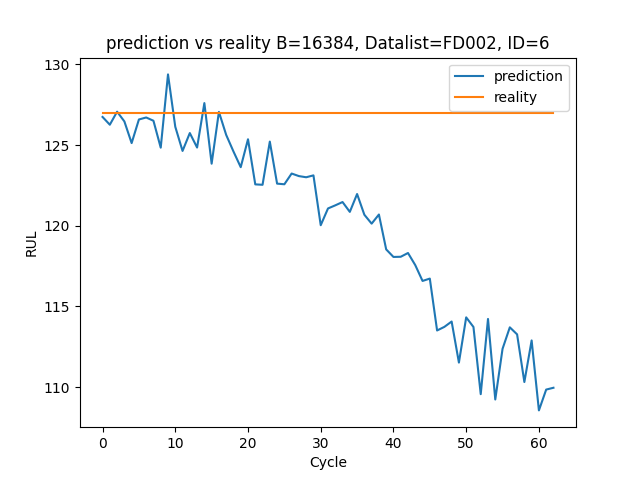 prediction vs reality B=16384, Datalist=FD002, ID=6
prediction
reality
130
125
120
115
110
RUL
0 10 20 30 40 50 60
Cycle